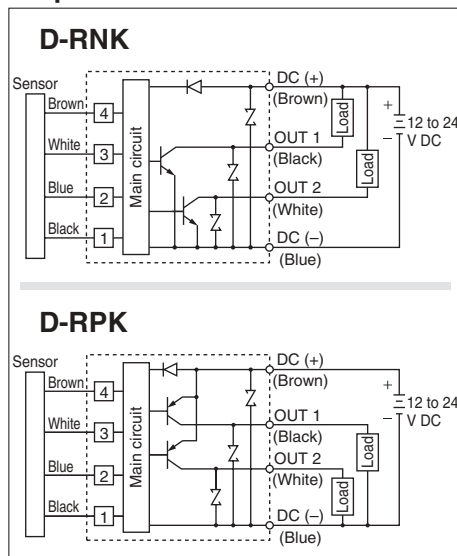 D-RNK
Sensor
Brown 4
White 3
Blue 2
Black 1
Main circuit
DC (+)
(Brown)
OUT 1
(Black)
OUT 2
(White)
DC (–)
(Blue)
Load
Load
+
–
12 to 24
V DC
D-RPK
Sensor
Brown 4
White 3
Blue 2
Black 1
Main circuit
DC (+)
(Brown)
OUT 1
(Black)
OUT 2
(White)
DC (–)
(Blue)
Load
Load
+
–
12 to 24
V DC